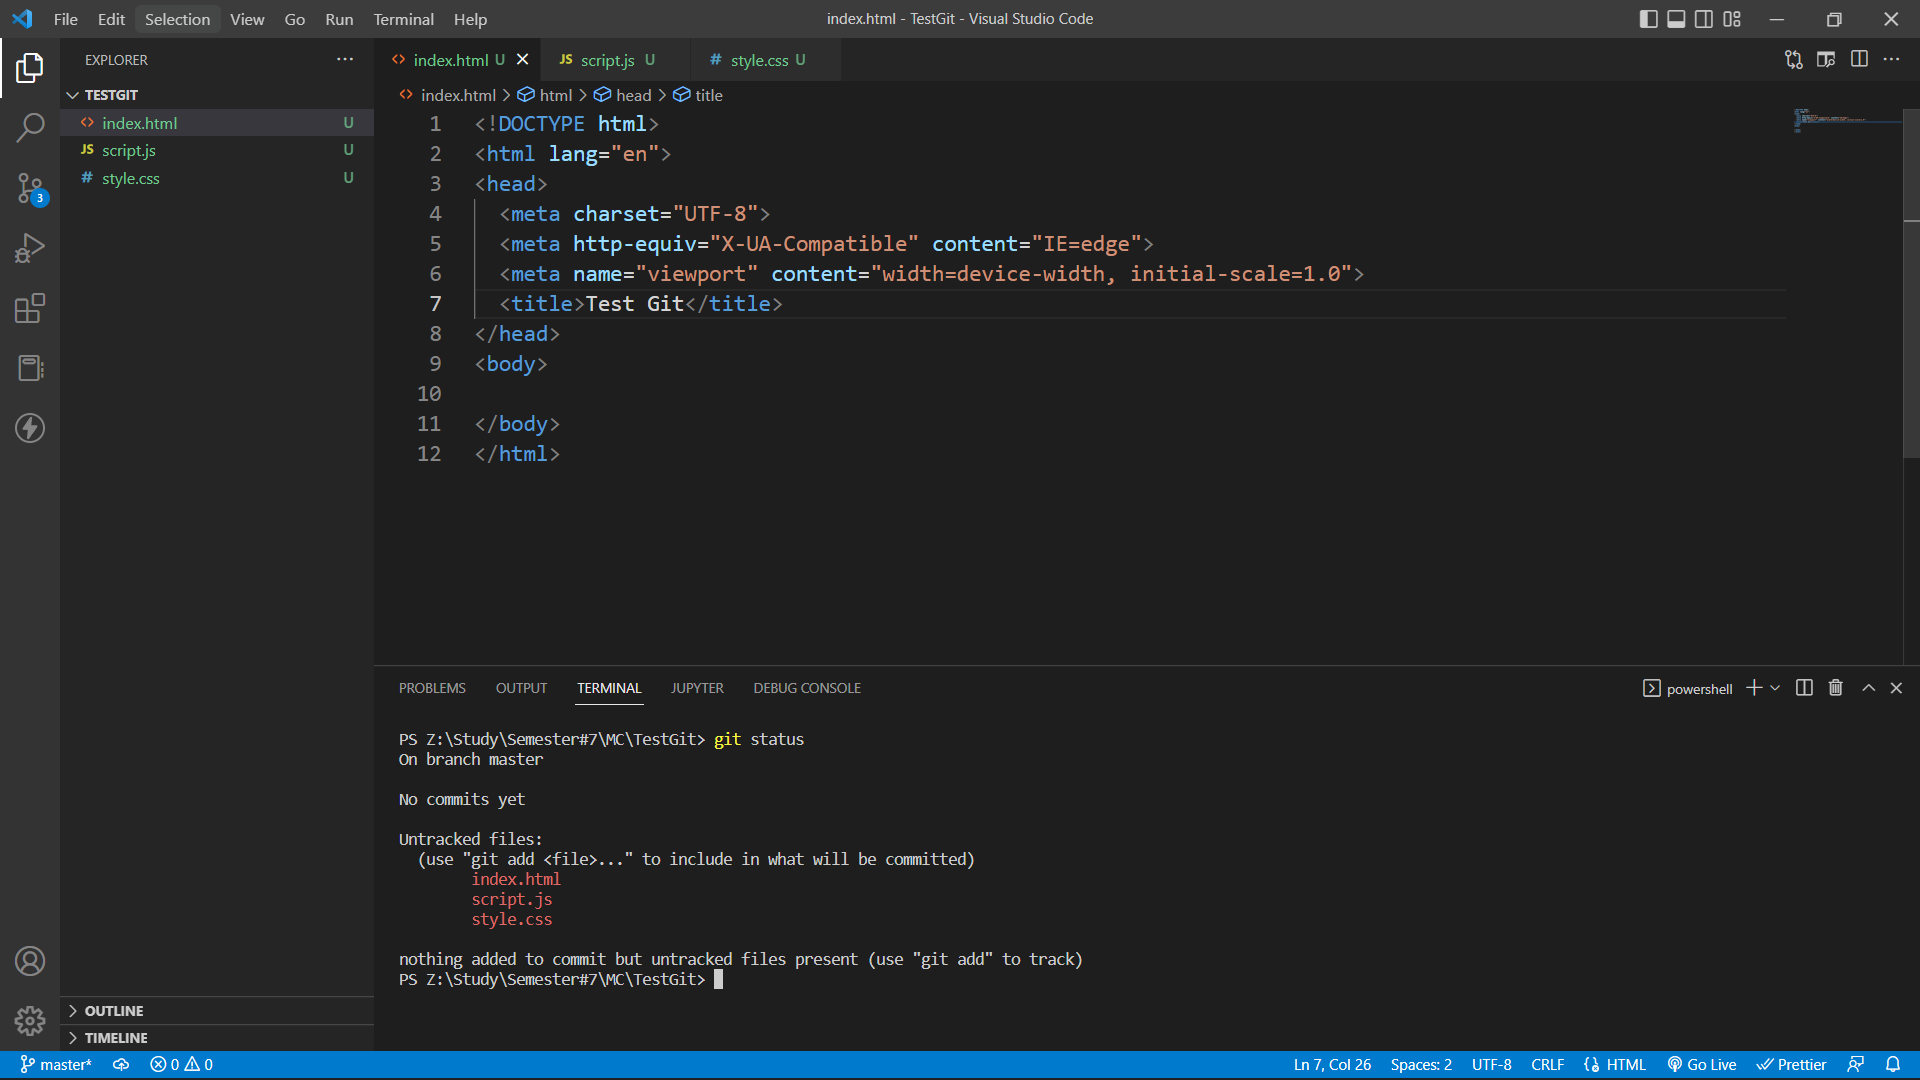 File Edit Selection View Go Run Terminal Help
index.html - TestGit - Visual Studio Code
EXPLORER
TESTGIT
index.html U
JS script.js U
# style.css U
3
OUTLINE
TIMELINE
index.html U
JS script.js U
# style.css U
index.html > html > head > title
1 <!DOCTYPE html>
2 <html lang="en">
3 <head>
4 <meta charset="UTF-8">
5 <meta http-equiv="X-UA-Compatible" content="IE=edge">
6 <meta name="viewport" content="width=device-width, initial-scale=1.0">
7 <title>Test Git</title>
8 </head>
9 <body>
10
11 </body>
12 </html>
PROBLEMS OUTPUT TERMINAL JUPYTER DEBUG CONSOLE
powershell
PS Z:\Study\Semester#7\MC\TestGit> git status
On branch master
No commits yet
Untracked files:
(use "git add <file>..." to include in what will be committed)
index.html
script.js
style.css
nothing added to commit but untracked files present (use "git add" to track)
PS Z:\Study\Semester#7\MC\TestGit>
master* 0 0 Ln 7, Col 26 Spaces: 2 UTF-8 CRLF HTML Go Live Prettier